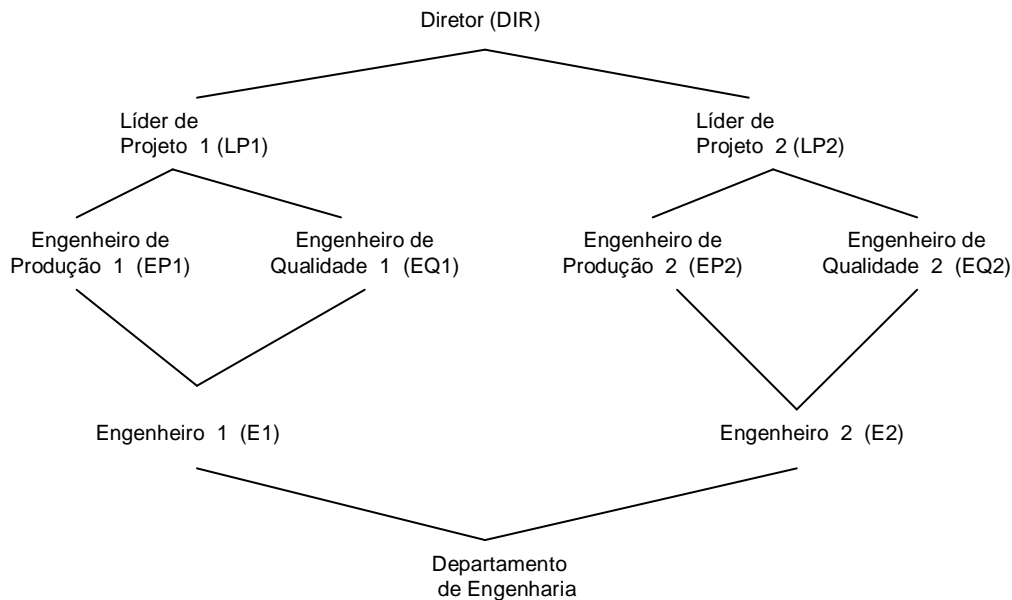 Diretor (DIR)
Líder de
Projeto 1 (LP1)
Líder de
Projeto 2 (LP2)
Engenheiro de
Produção 1 (EP1)
Engenheiro de
Qualidade 1 (EQ1)
Engenheiro de
Produção 2 (EP2)
Engenheiro de
Qualidade 2 (EQ2)
Engenheiro 1 (E1)
Engenheiro 2 (E2)
Departamento
de Engenharia